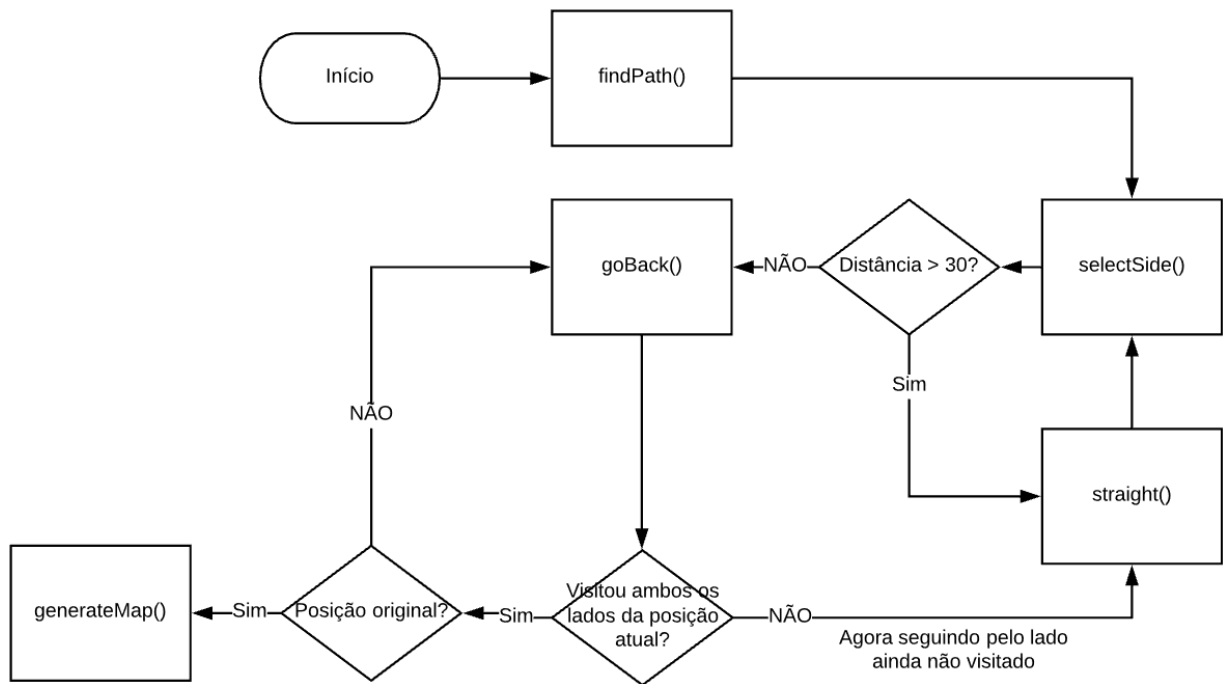 Início
findPath()
goBack()
NÃO
Distância > 30?
selectSide()
Sim
NÃO
straight()
generateMap()
Sim
Posição original?
Sim
Visitou ambos os
lados da posição
atual?
NÃO
Agora seguindo pelo lado
ainda não visitado